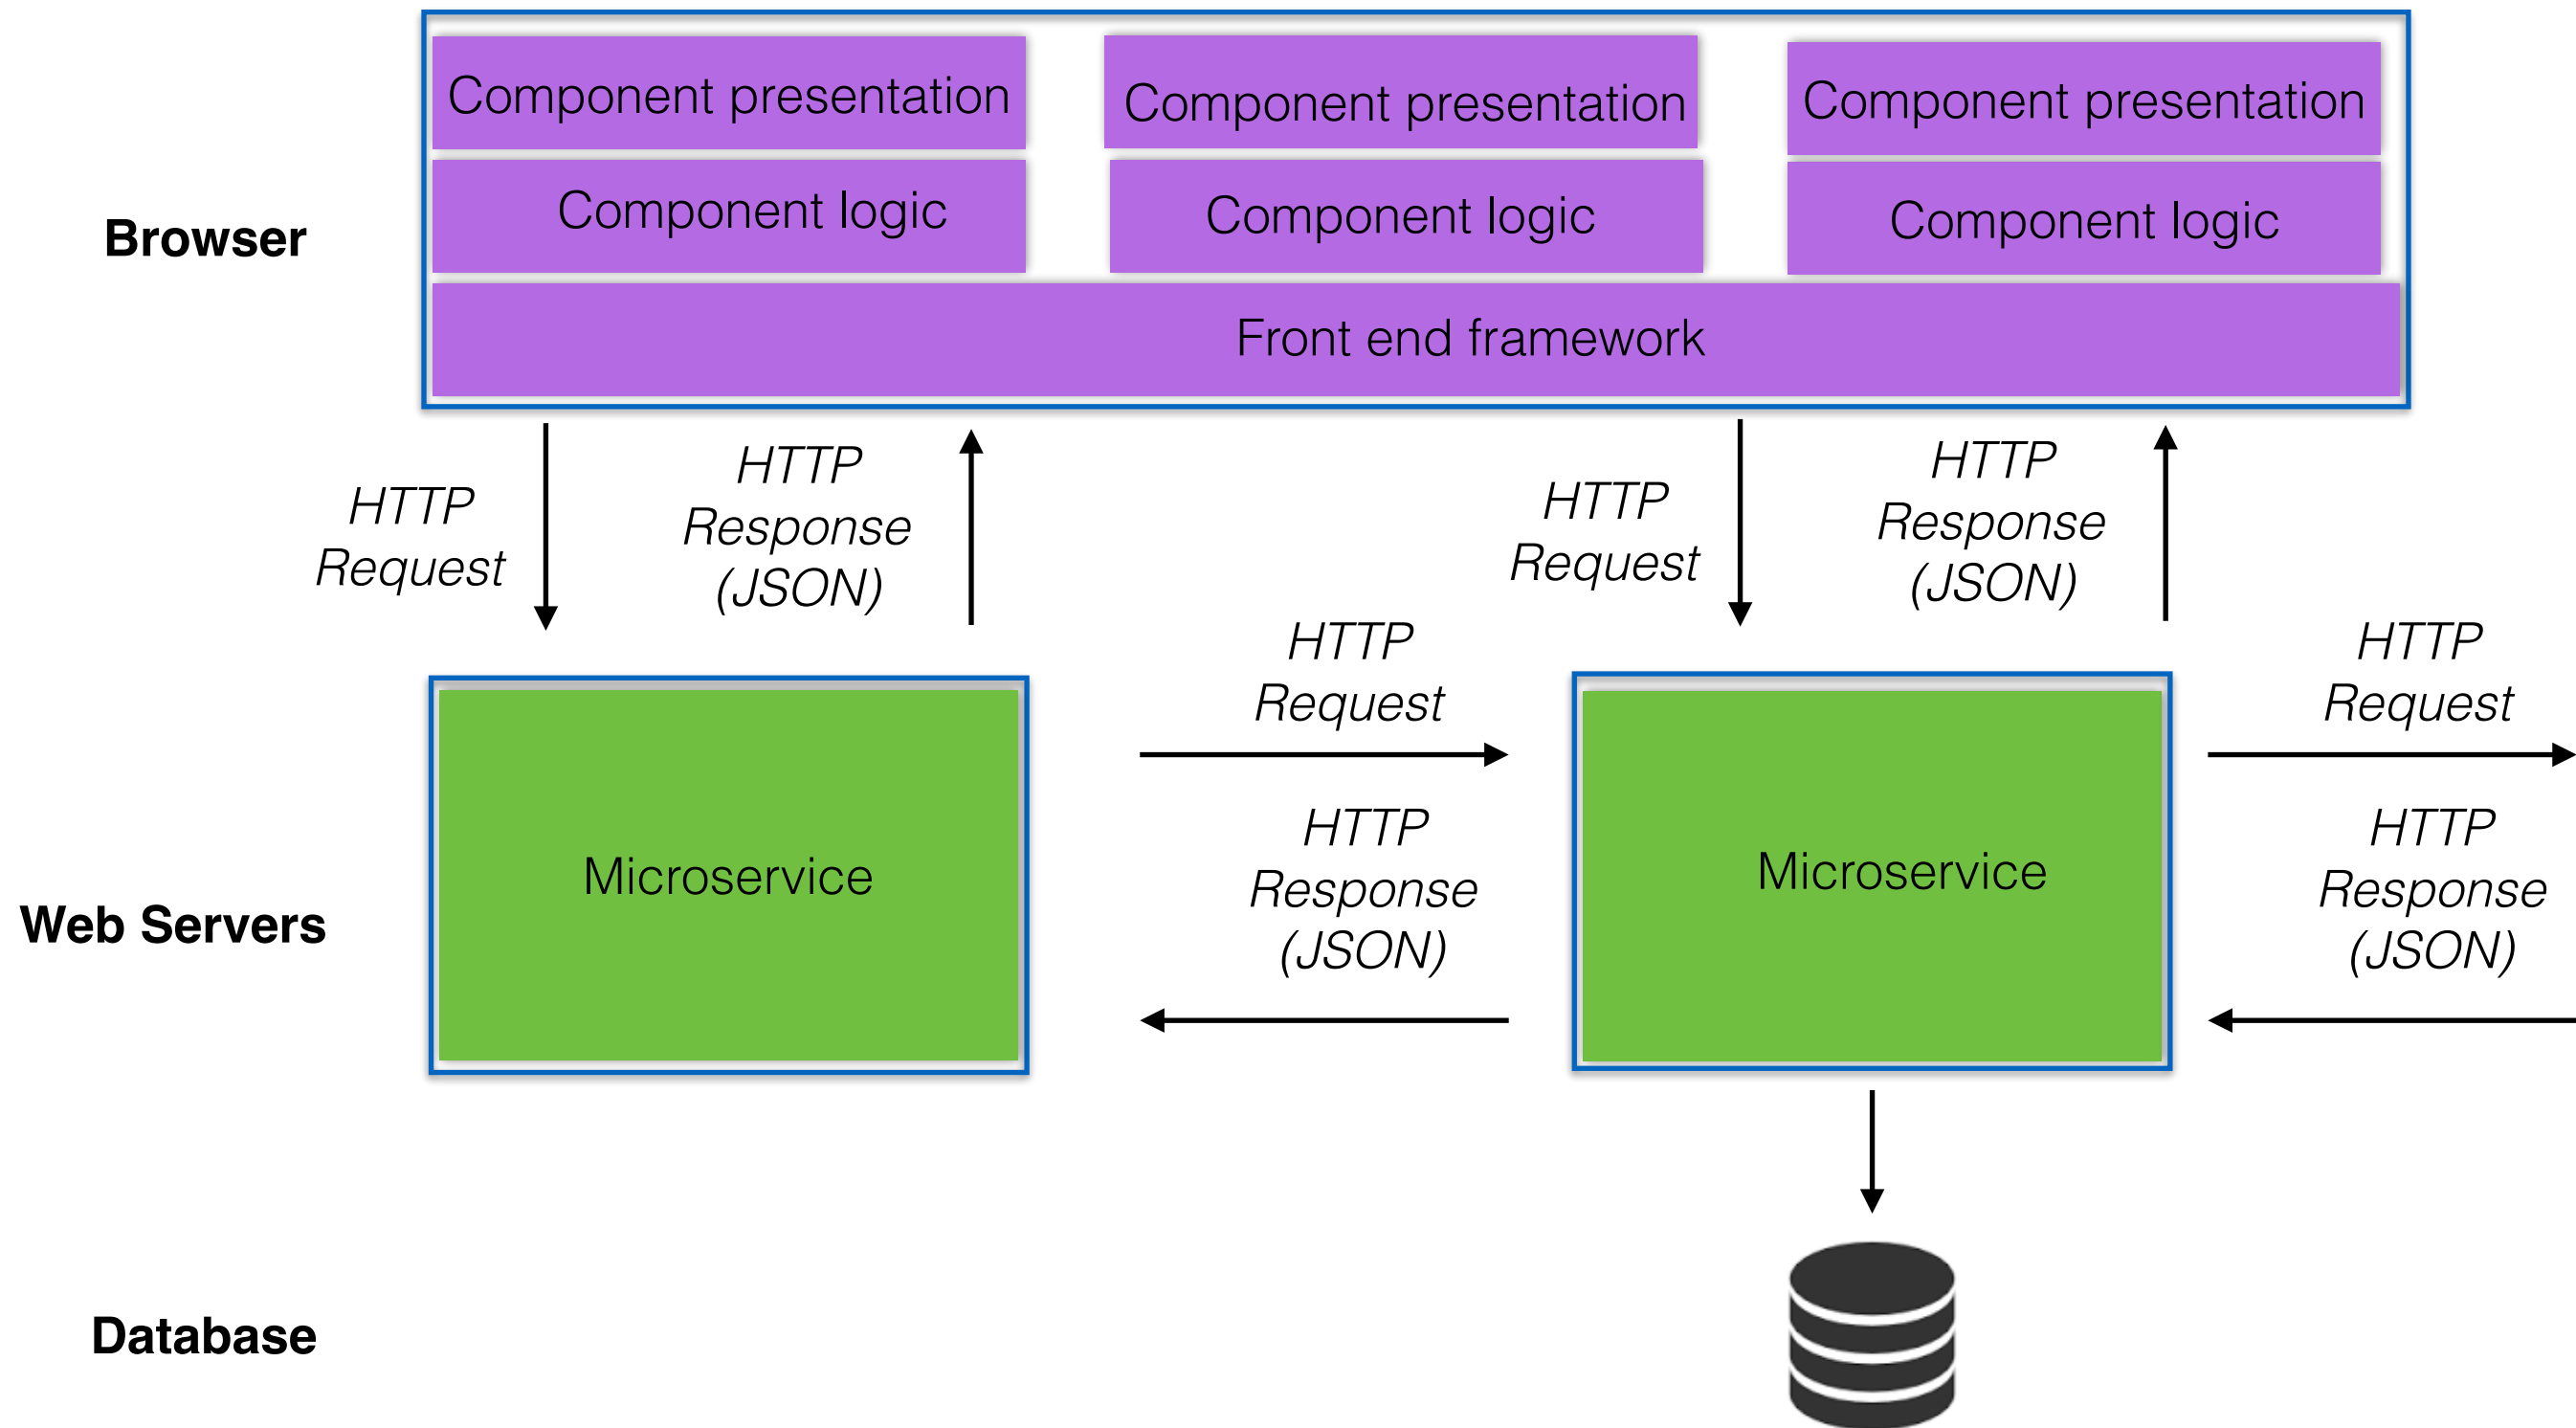 Component presentation
Component presentation
Component presentation
Component logic
Component logic
Component logic
Browser
Front end framework
HTTP
Request
HTTP
Response
(JSON)
HTTP
Request
HTTP
Response
(JSON)
HTTP
Request
HTTP
Request
Microservice
HTTP
Response
(JSON)
Microservice
HTTP
Response
(JSON)
Web Servers
Database